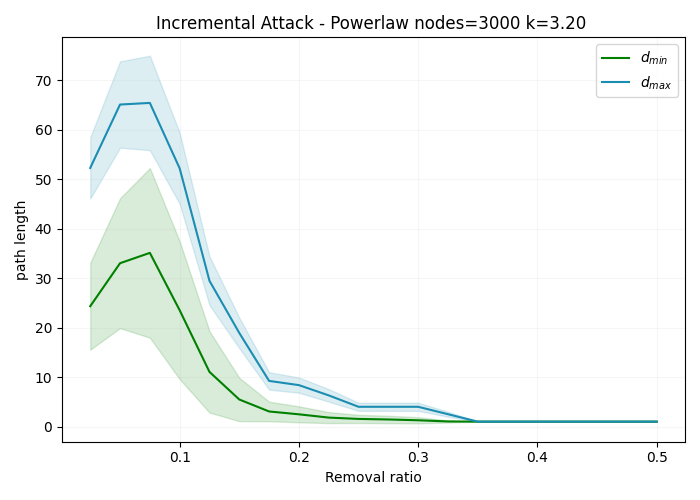 Incremental Attack - Powerlaw nodes=3000 k=3.20
d_min
d_max
70
60
50
40
30
20
10
0
path length
0.1 0.2 0.3 0.4 0.5
Removal ratio